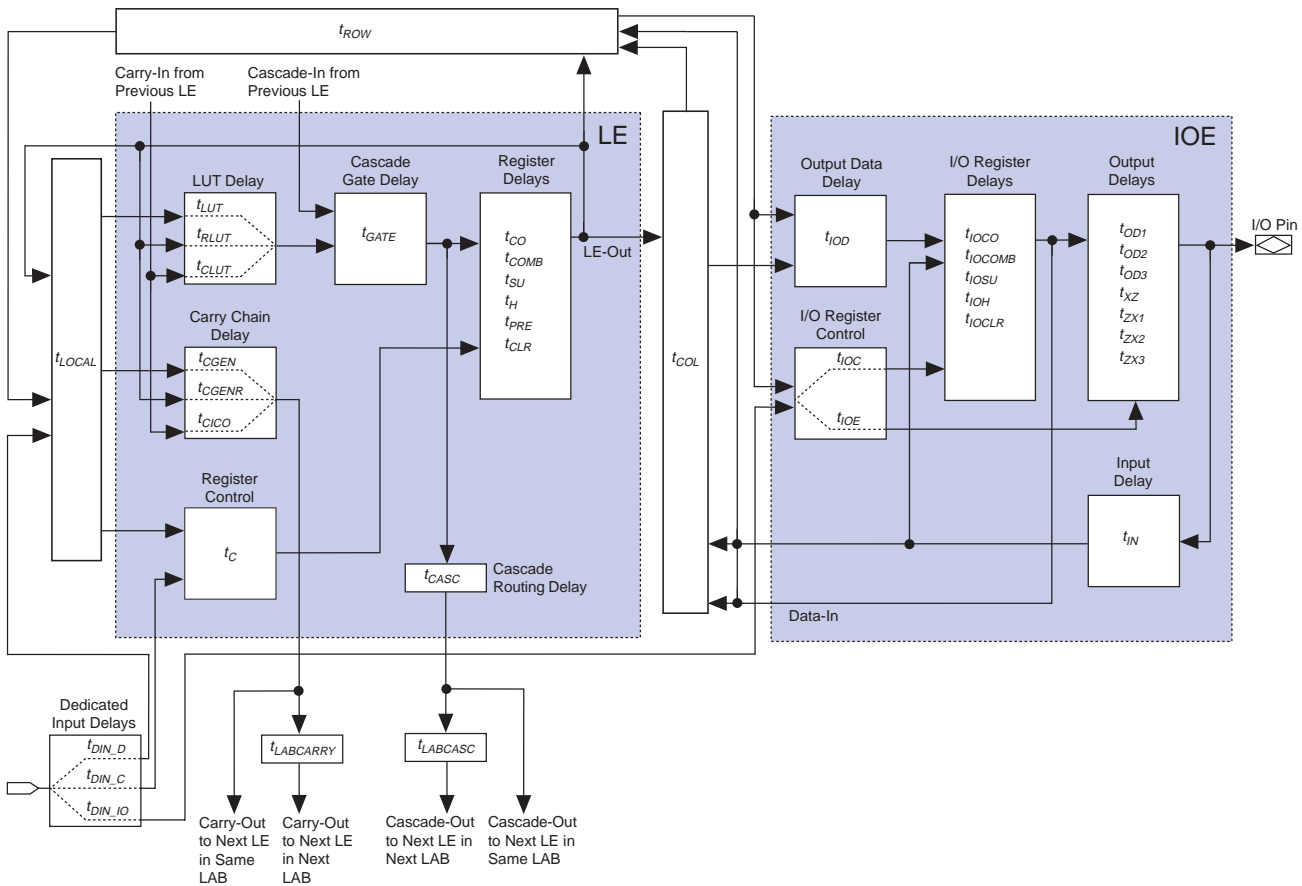 tROW
Carry-In from
Previous LE
Cascade-In from
Previous LE
LE
LUT Delay
tLUT
tRLUT
tCLUT
Cascade
Gate Delay
tGATE
Register
Delays
tCO
tCOMB
tSU
tH
tPRE
tCLR
LE-Out
Carry Chain
Delay
tCGEN
tCGENR
tCICO
tLOCAL
Register
Control
tC
tCASC
Cascade
Routing Delay
tCOL
IOE
Output Data
Delay
tIOD
I/O Register
Delays
tIOCO
tIOCOMB
tIOSU
tIOH
tIOCLR
Output
Delays
tOD1
tOD2
tOD3
tXZ
tZX1
tZX2
tZX3
I/O Pin
I/O Register
Control
tIOC
tIOE
Input
Delay
tIN
Data-In
Dedicated
Input Delays
tDIN_D
tDIN_C
tDIN_IO
tLABCARRY
tLABCASC
Carry-Out
to Next LE
in Same
LAB
Carry-Out
to Next LE
in Next
LAB
Cascade-Out
to Next LE in
Next LAB
Cascade-Out
to Next LE in
Same LAB